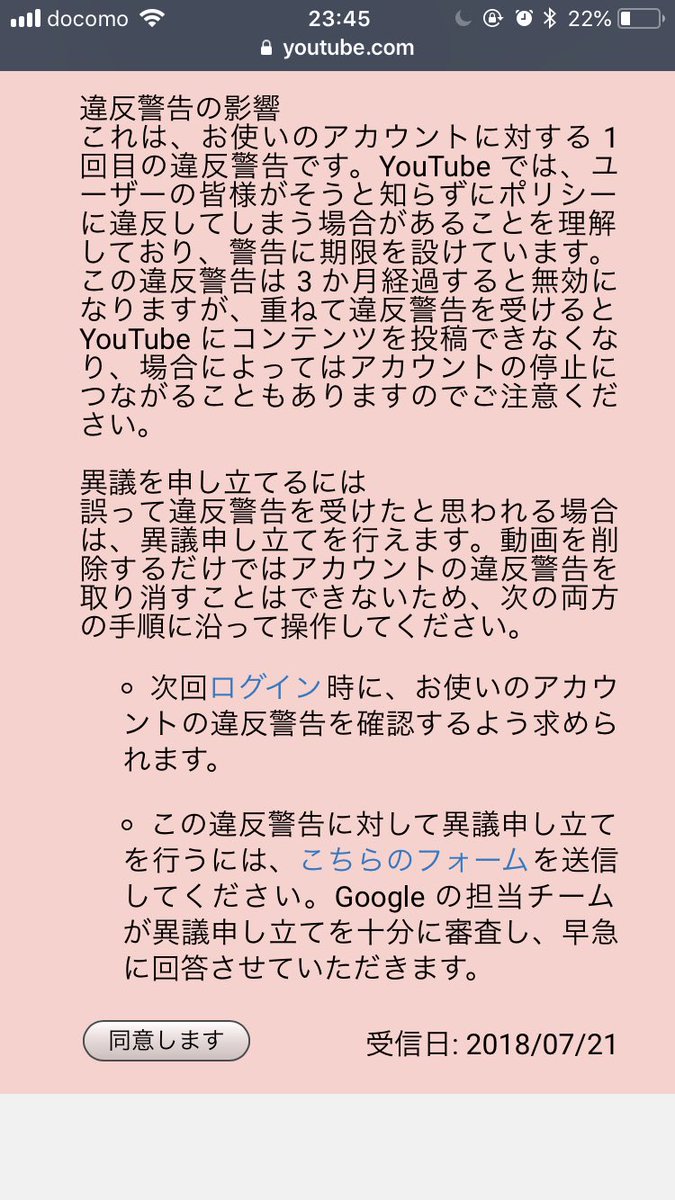 docomo 23:45 22%
youtube.com
違反警告の影響
これは、お使いのアカウントに対する 1
回目の違反警告です。YouTube では、ユ
ーザーの皆様がそうと知らずにポリシー
に違反してしまう場合があることを理解
しており、警告に期限を設けています。
この違反警告は 3 か月経過すると無効に
なりますが、重ねて違反警告を受けると
YouTube にコンテンツを投稿できなくな
り、場合によってはアカウントの停止に
つながることもありますのでご注意くだ
さい。
異議を申し立てるには
誤って違反警告を受けたと思われる場合
は、異議申し立てを行えます。動画を削
除するだけではアカウントの違反警告を
取り消すことはできないため、次の両方
の手順に沿って操作してください。
次回ログイン時に、お使いのアカウ
ントの違反警告を確認するよう求めら
れます。
この違反警告に対して異議申し立て
を行うには、こちらのフォームを送信
してください。Google の担当チーム
が異議申し立てを十分に審査し、早急
に回答させていただきます。
同意します 受信日: 2018/07/21